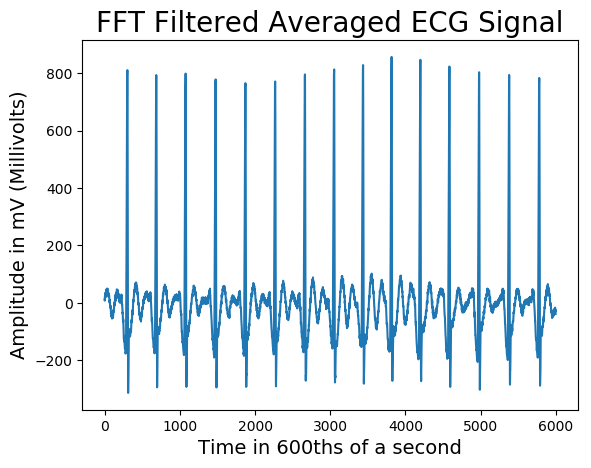 FFT Filtered Averaged ECG Signal
Amplitude in mV (Millivolts)
800
600
400
200
0
−200
0 1000 2000 3000 4000 5000 6000
Time in 600ths of a second